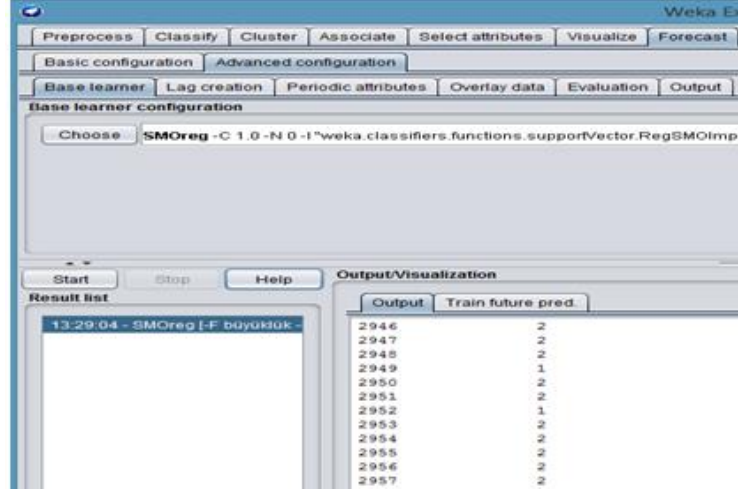 Weka Ex
Preprocess Classify Cluster Associate Select attributes Visualize Forecast
Basic configuration Advanced configuration
Base learner Lag creation Periodic attributes Overlay data Evaluation Output
Base learner configuration
Choose SMOreg -C 1.0 -N 0 -I "weka.classifiers.functions.supportVector.RegSMOImp
Start Stop Help
Result list
13:29:04 - SMOreg [-F büyüklük -
Output/Visualization
Output Train future pred.
2946 2
2947 2
2948 2
2949 1
2950 2
2951 2
2952 1
2953 2
2954 2
2955 2
2956 2
2957 2